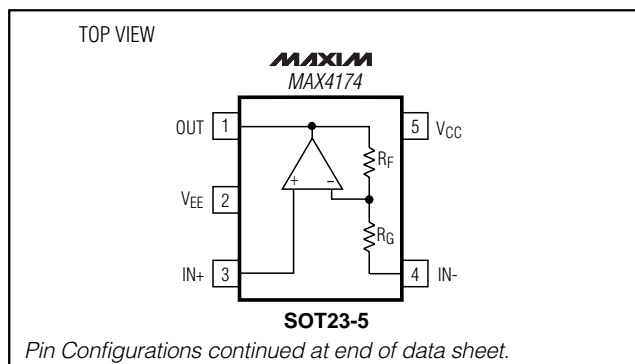 TOP VIEW
MAXIM
MAX4174
OUT 1
5 VCC
RF
+ −
VEE 2
RG
IN+ 3
4 IN-
SOT23-5
Pin Configurations continued at end of data sheet.